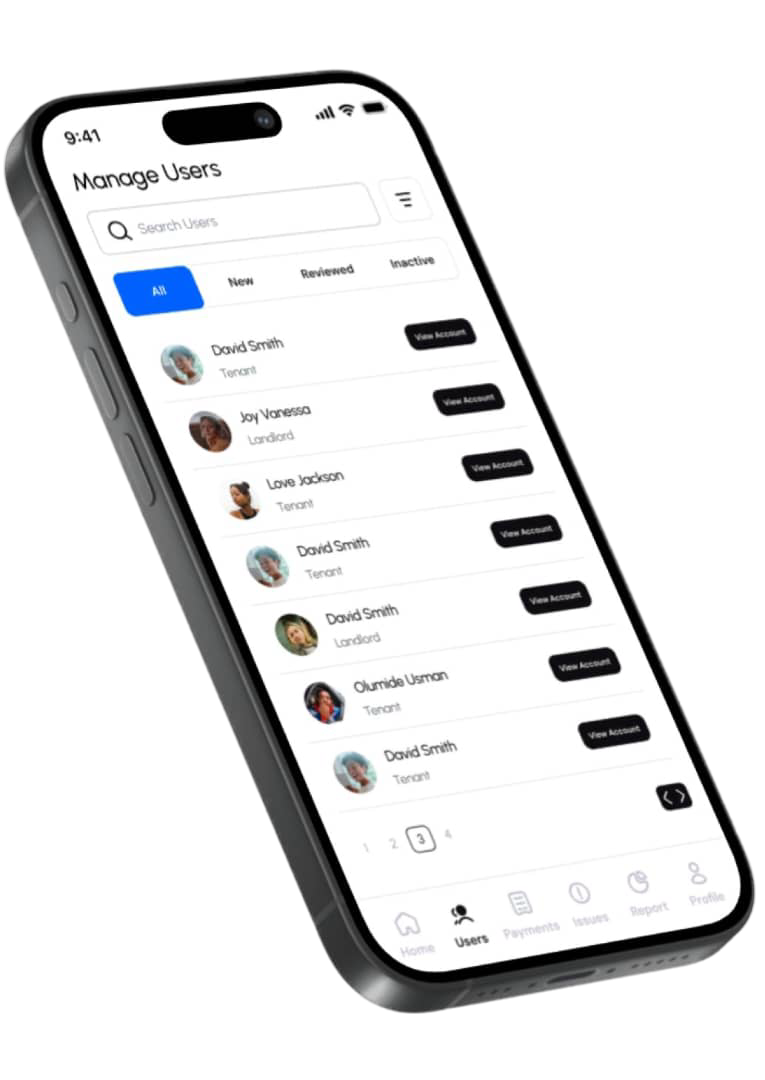 9:41
Manage Users
Search Users
All New Reviewed Inactive
David Smith
Tenant
View Account
Joy Vanessa
Landlord
View Account
Love Jackson
Tenant
View Account
David Smith
Tenant
View Account
David Smith
Landlord
View Account
Olumide Usman
Tenant
View Account
David Smith
Tenant
View Account
1 2 3 4
Home Users Payments Issues Report Profile